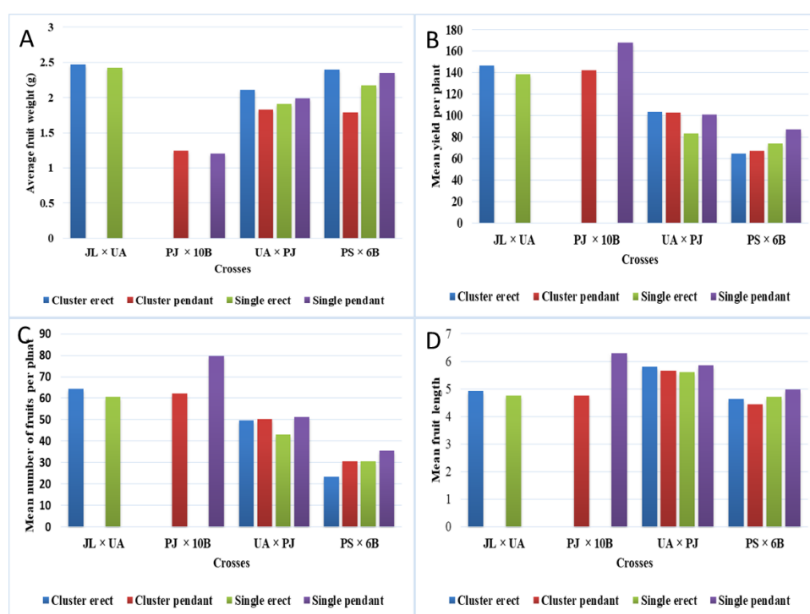 A
Average fruit weight (g)
3
2.5
2
1.5
1
0.5
0
JL × UA PJ × 10B UA × PJ PS × 6B
Crosses
Cluster erect Cluster pendant Single erect Single pendant
B
Mean yield per plant
180
160
140
120
100
80
60
40
20
0
JL × UA PJ × 10B UA × PJ PS × 6B
Crosses
Cluster erect Cluster pendant Single erect Single pendant
C
Mean number of fruits per plnat
90
80
70
60
50
40
30
20
10
0
JL × UA PJ × 10B UA × PJ PS × 6B
Crosses
Cluster erect Cluster pendant Single erect Single pendant
D
Mean fruit length
7
6
5
4
3
2
1
0
JL × UA PJ × 10B UA × PJ PS × 6B
Crosses
Cluster erect Cluster pendant Single erect Single pendant